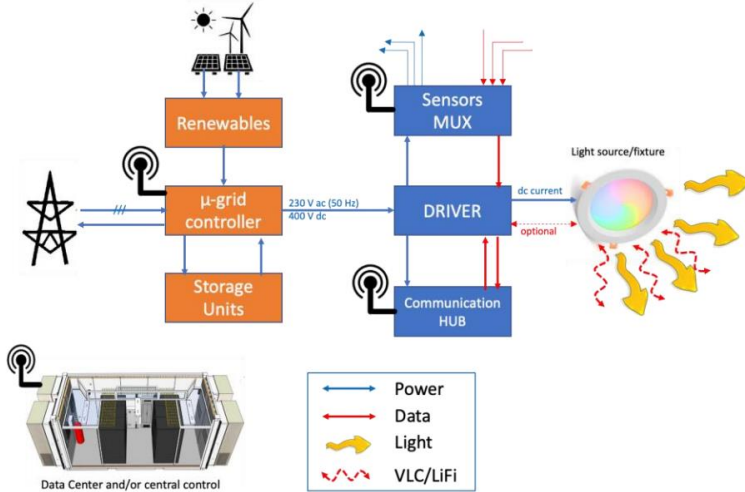 Renewables
μ-grid
controller
Storage
Units
230 V ac (50 Hz)
400 V dc
Sensors
MUX
DRIVER
Communication
HUB
dc current
optional
Light source/fixture
Data Center and/or central control
Power
Data
Light
VLC/LiFi